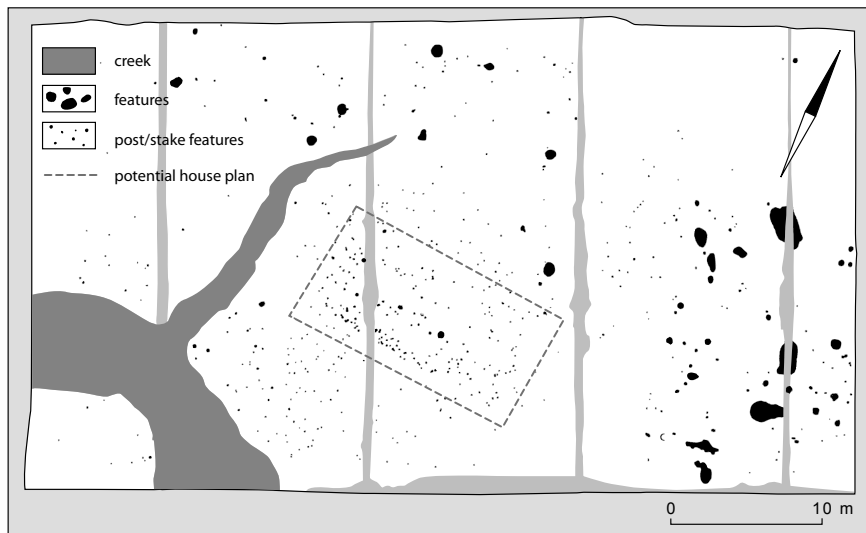 creek
features
post/stake features
potential house plan
0 10 m